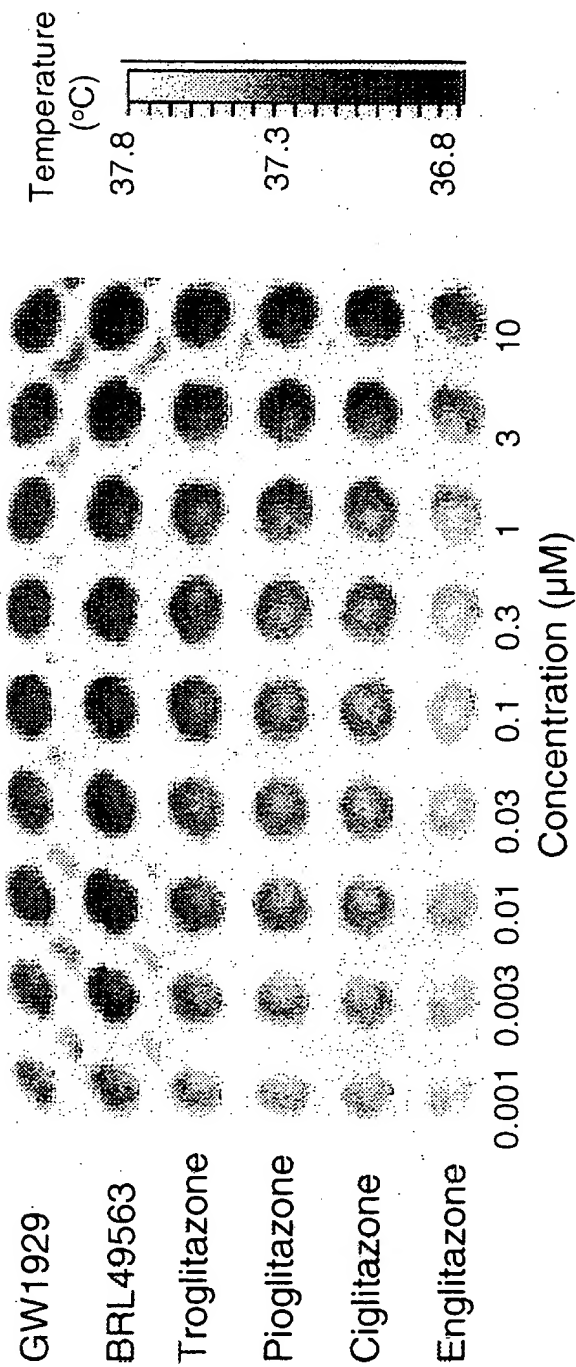 Temperature
(°C)
37.8
37.3
36.8
GW1929
BRL49563
Troglitazone
Pioglitazone
Ciglitazone
Englitazone
0.001 0.003 0.01 0.03 0.1 0.3 1 3 10
Concentration (µM)